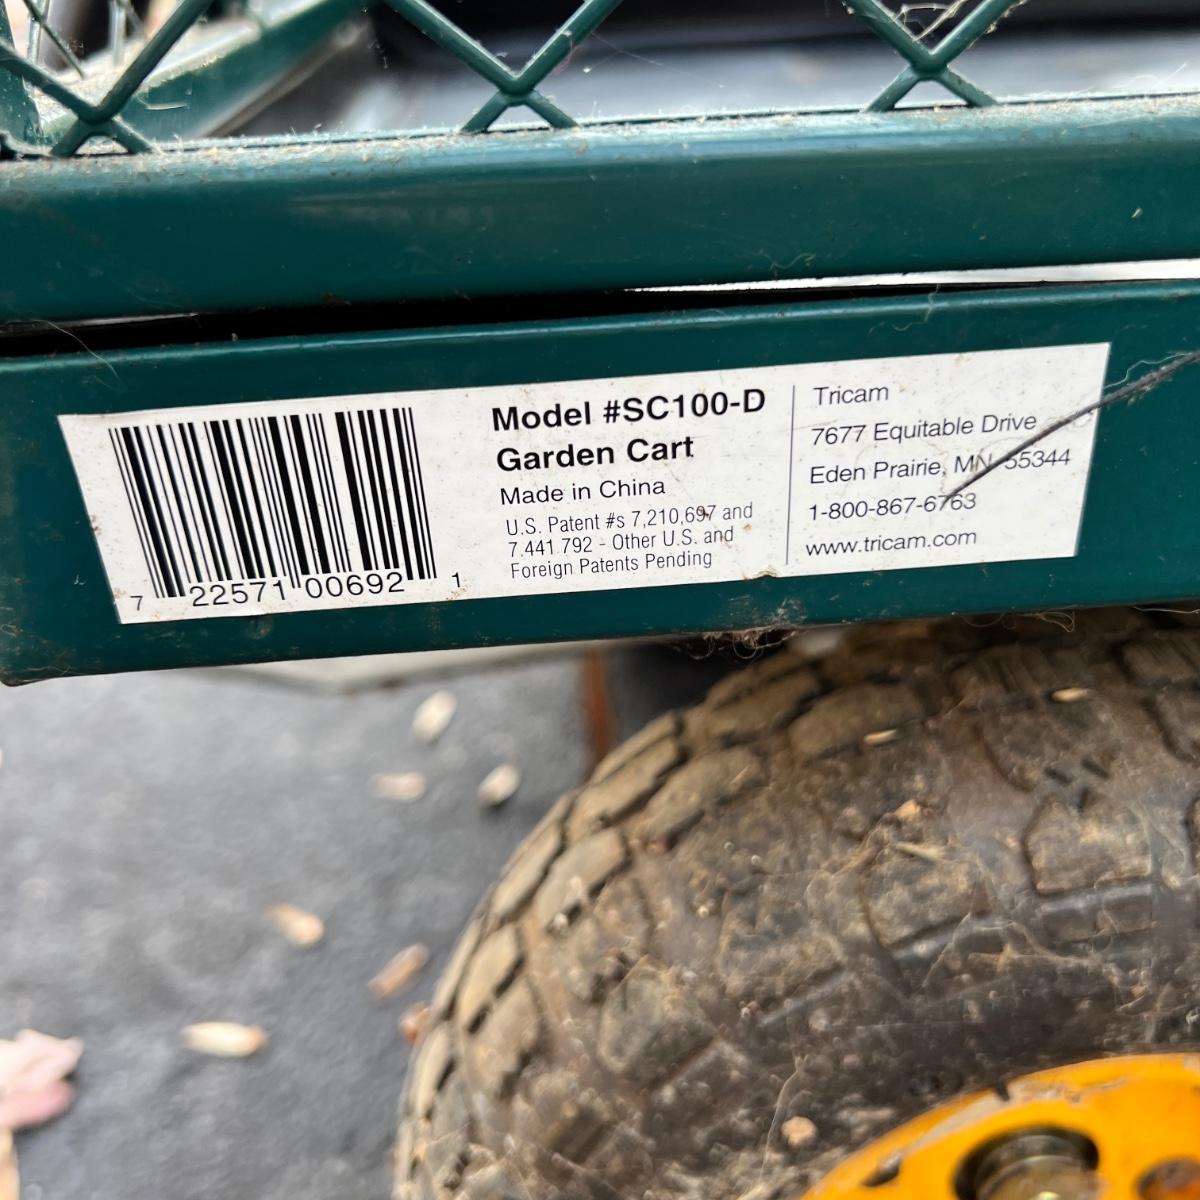 Model #SC100-D
Garden Cart
Made in China
U.S. Patent #s 7,210,697 and
7,441 792 - Other U.S. and
Foreign Patents Pending
Tricam
7677 Equitable Drive
Eden Prairie, MN 55344
1-800-867-6763
www.tricam.com
7 22571 00692 1